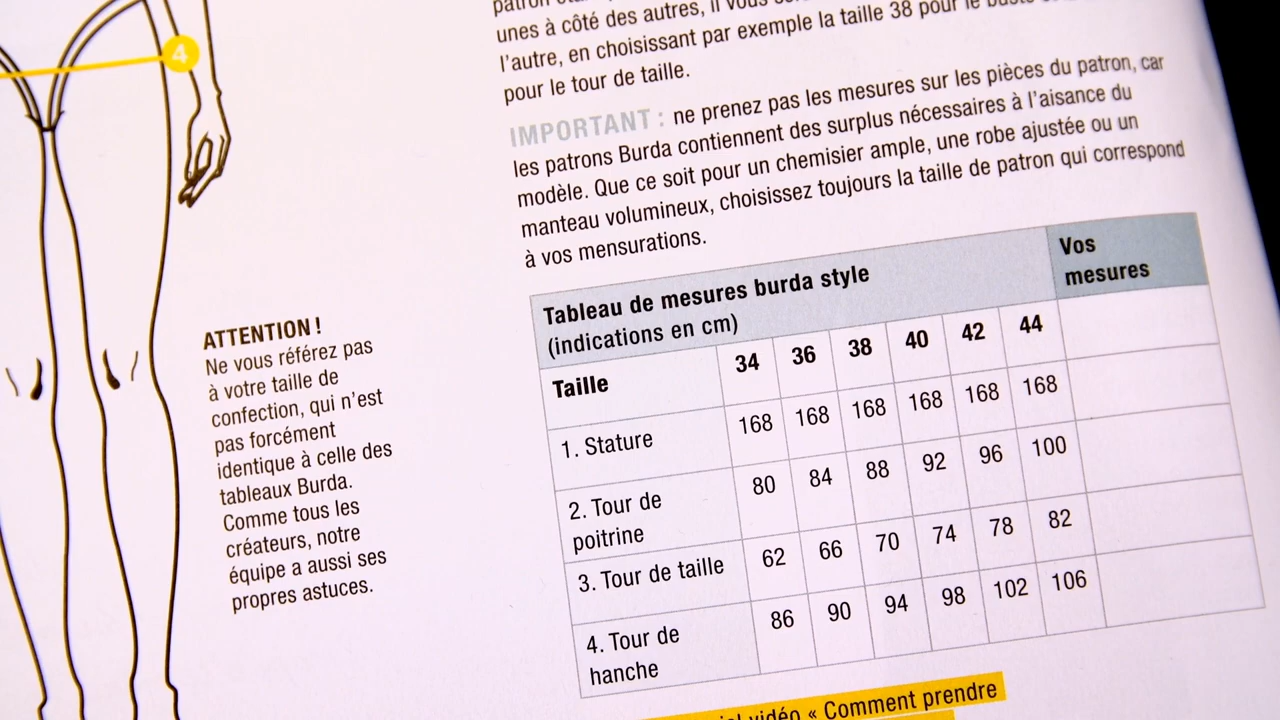 4
unes à côté des autres, il vous
l'autre, en choisissant par exemple la taille 38 pour le
pour le tour de taille.
IMPORTANT : ne prenez pas les mesures sur les pièces du patron, car
les patrons Burda contiennent des surplus nécessaires à l'aisance du
modèle. Que ce soit pour un chemisier ample, une robe ajustée ou un
manteau volumineux, choisissez toujours la taille de patron qui correspond
à vos mensurations.
ATTENTION !
Ne vous référez pas
à votre taille de
confection, qui n'est
pas forcément
identique à celle des
tableaux Burda.
Comme tous les
créateurs, notre
équipe a aussi ses
propres astuces.
Tableau de mesures burda style
(indications en cm)
Vos
mesures
Taille 34 36 38 40 42 44
1. Stature 168 168 168 168 168 168
2. Tour de
poitrine 80 84 88 92 96 100
3. Tour de taille 62 66 70 74 78 82
4. Tour de
hanche 86 90 94 98 102 106
vidéo « Comment prendre